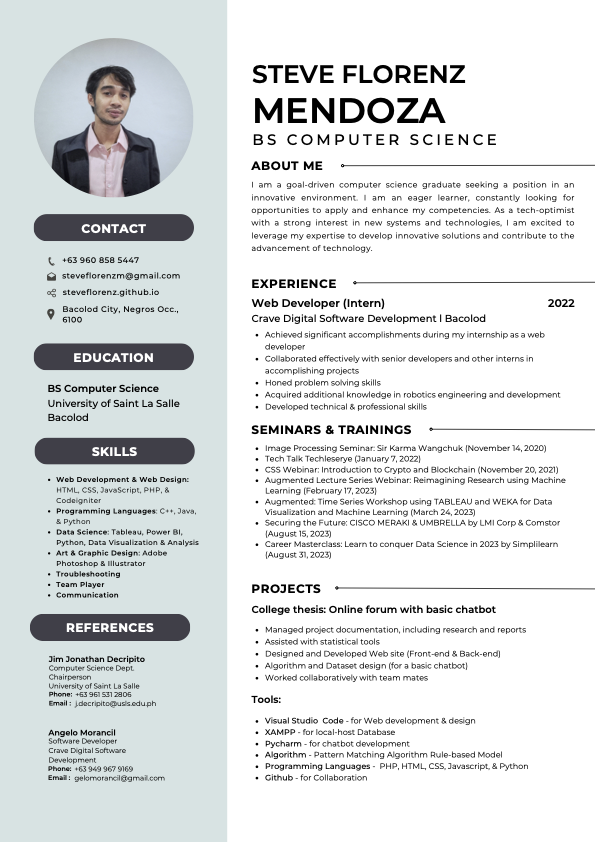 CONTACT
+63 960 858 5447
steveflorenzm@gmail.com
steveflorenz.github.io
Bacolod City, Negros Occ.,
6100
EDUCATION
BS Computer Science
University of Saint La Salle
Bacolod
SKILLS
• Web Development & Web Design:
HTML, CSS, JavaScript, PHP, &
Codeigniter
• Programming Languages: C++, Java,
& Python
• Data Science: Tableau, Power BI,
Python, Data Visualization & Analysis
• Art & Graphic Design: Adobe
Photoshop & Illustrator
• Troubleshooting
• Team Player
• Communication
REFERENCES
Jim Jonathan Decripito
Computer Science Dept.
Chairperson
University of Saint La Salle
Phone: +63 961 531 2806
Email : j.decripito@usls.edu.ph
Angelo Morancil
Software Developer
Crave Digital Software
Development
Phone: +63 949 967 9169
Email : gelomorancil@gmail.com
STEVE FLORENZ
MENDOZA
BS COMPUTER SCIENCE
ABOUT ME
I am a goal-driven computer science graduate seeking a position in an
innovative environment. I am an eager learner, constantly looking for
opportunities to apply and enhance my competencies. As a tech-optimist
with a strong interest in new systems and technologies, I am excited to
leverage my expertise to develop innovative solutions and contribute to the
advancement of technology.
EXPERIENCE
Web Developer (Intern) 2022
Crave Digital Software Development l Bacolod
• Achieved significant accomplishments during my internship as a web
developer
• Collaborated effectively with senior developers and other interns in
accomplishing projects
• Honed problem solving skills
• Acquired additional knowledge in robotics engineering and development
• Developed technical & professional skills
SEMINARS & TRAININGS
• Image Processing Seminar: Sir Karma Wangchuk (November 14, 2020)
• Tech Talk Techleserye (January 7, 2022)
• CSS Webinar: Introduction to Crypto and Blockchain (November 20, 2021)
• Augmented Lecture Series Webinar: Reimagining Research using Machine
Learning (February 17, 2023)
• Augmented: Time Series Workshop using TABLEAU and WEKA for Data
Visualization and Machine Learning (March 24, 2023)
• Securing the Future: CISCO MERAKI & UMBRELLA by LMI Corp & Comstor
(August 15, 2023)
• Career Masterclass: Learn to conquer Data Science in 2023 by Simplilearn
(August 31, 2023)
PROJECTS
College thesis: Online forum with basic chatbot
• Managed project documentation, including research and reports
• Assisted with statistical tools
• Designed and Developed Web site (Front-end & Back-end)
• Algorithm and Dataset design (for a basic chatbot)
• Worked collaboratively with team mates
Tools:
• Visual Studio Code - for Web development & design
• XAMPP - for local-host Database
• Pycharm - for chatbot development
• Algorithm - Pattern Matching Algorithm Rule-based Model
• Programming Languages - PHP, HTML, CSS, Javascript, & Python
• Github - for Collaboration